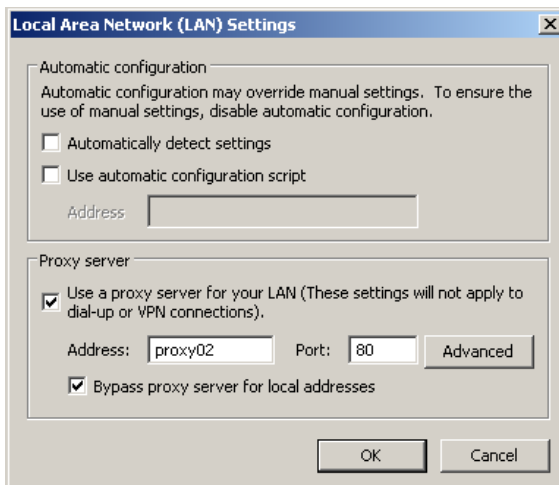 Local Area Network (LAN) Settings
Automatic configuration
Automatic configuration may override manual settings. To ensure the
use of manual settings, disable automatic configuration.
Automatically detect settings
Use automatic configuration script
Address
Proxy server
Use a proxy server for your LAN (These settings will not apply to
dial-up or VPN connections).
Address: proxy02 Port: 80 Advanced
Bypass proxy server for local addresses
OK Cancel